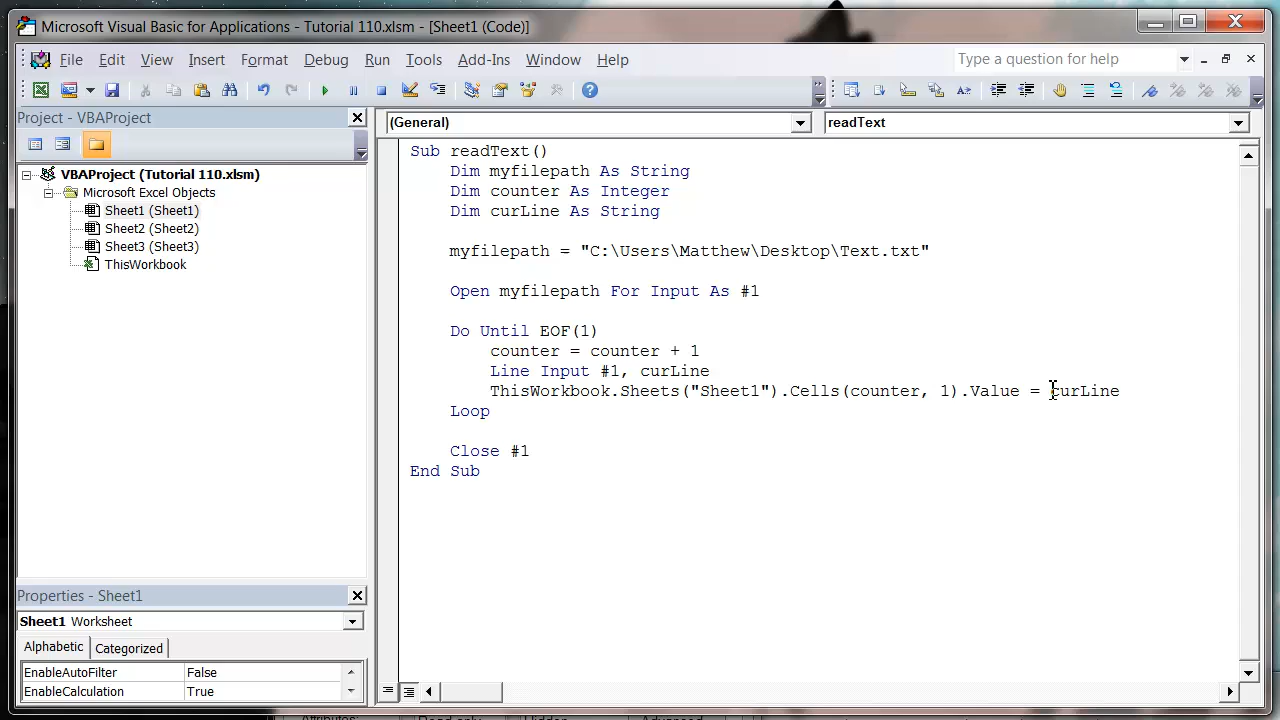 Microsoft Visual Basic for Applications - Tutorial 110.xlsm - [Sheet1 (Code)]
File Edit View Insert Format Debug Run Tools Add-Ins Window Help
Type a question for help
Project - VBAProject
(General)
readText
VBAProject (Tutorial 110.xlsm)
Microsoft Excel Objects
Sheet1 (Sheet1)
Sheet2 (Sheet2)
Sheet3 (Sheet3)
ThisWorkbook
Sub readText()
Dim myfilepath As String
Dim counter As Integer
Dim curLine As String
myfilepath = "C:\Users\Matthew\Desktop\Text.txt"
Open myfilepath For Input As #1
Do Until EOF(1)
counter = counter + 1
Line Input #1, curLine
ThisWorkbook.Sheets("Sheet1").Cells(counter, 1).Value = curLine
Loop
Close #1
End Sub
Properties - Sheet1
Sheet1 Worksheet
Alphabetic Categorized
EnableAutoFilter False
EnableCalculation True